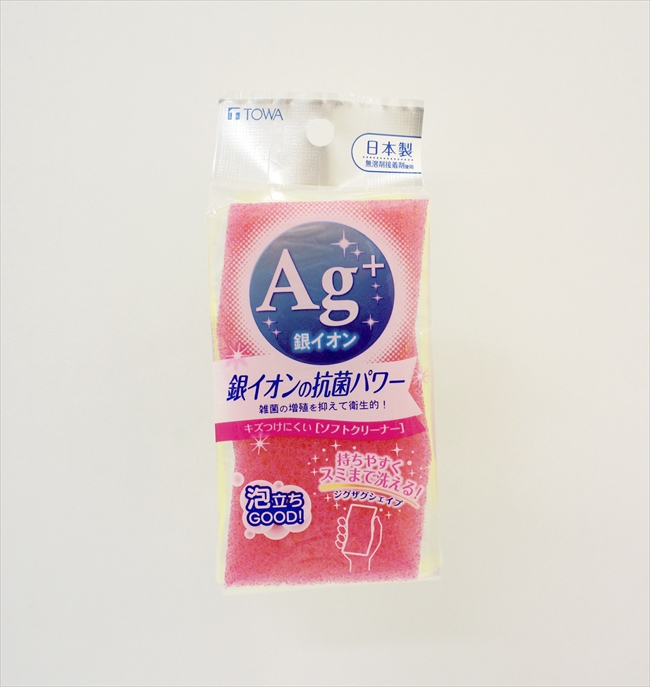 TOWA
日本製
無溶剤接着剤使用
Ag+
銀イオン
銀イオンの抗菌パワー
雑菌の増殖を抑えて衛生的!
キズつけにくい[ソフトクリーナー]
持ちやすく
スミまで洗える!
ジグザグシェイプ
泡立ち
GOOD!